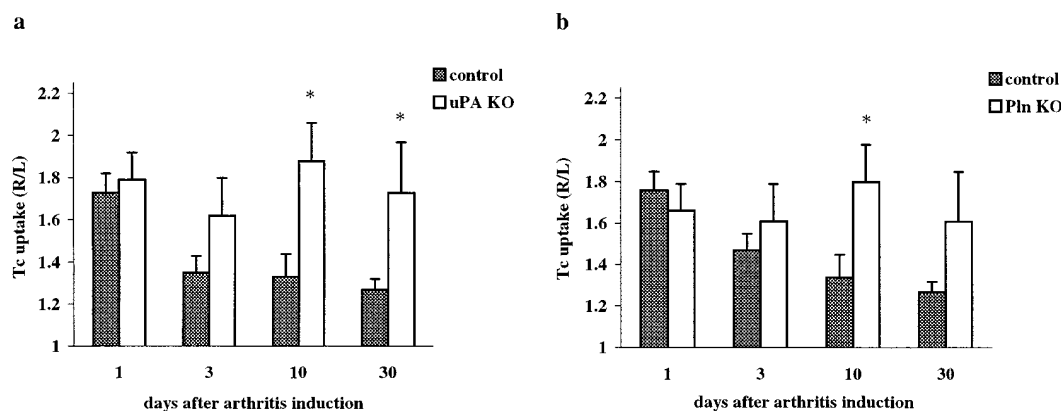 a
control
uPA KO
Tc uptake (R/L)
2.2
2
1.8
1.6
1.4
1.2
1
* *
1 3 10 30
days after arthritis induction
b
control
Pln KO
Tc uptake (R/L)
2.2
2
1.8
1.6
1.4
1.2
1
*
1 3 10 30
days after arthritis induction